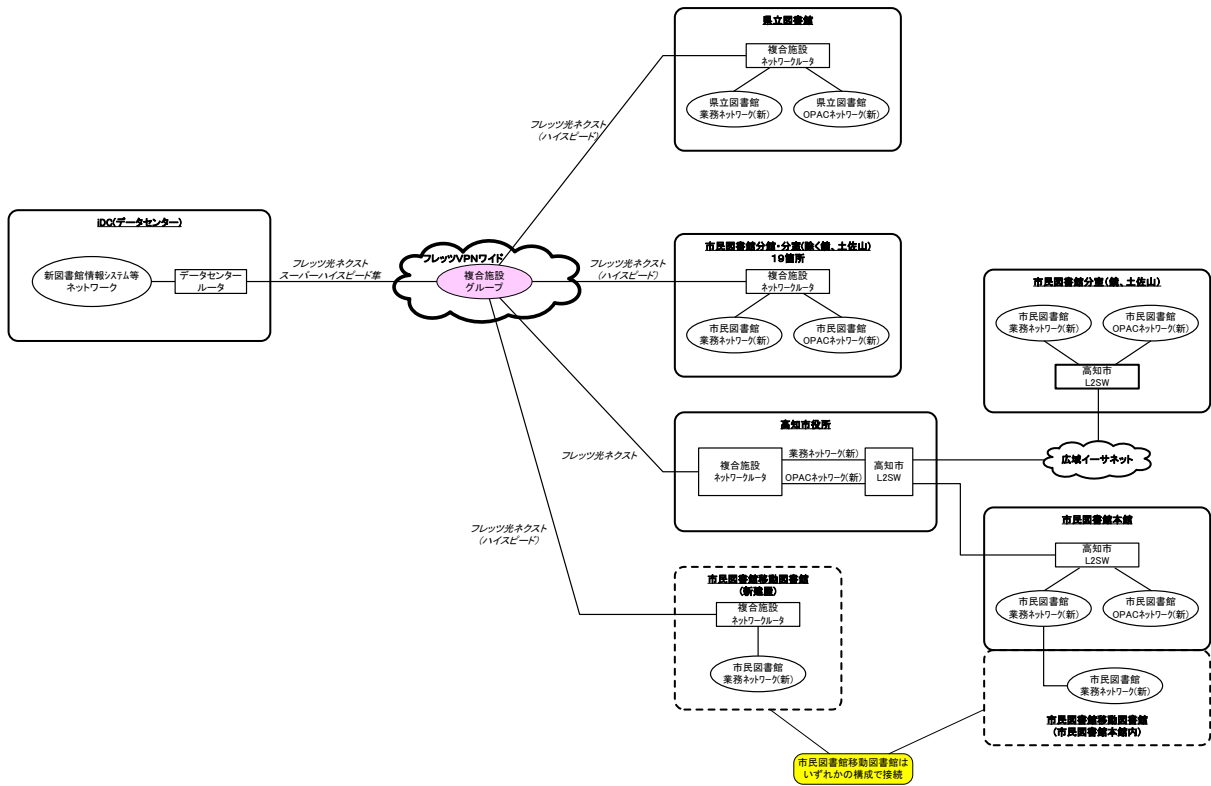 県立図書館
複合施設
ネットワークルータ
県立図書館
業務ネットワーク(新)
県立図書館
OPACネットワーク(新)
フレッツ光ネクスト
(ハイスピード)
iDC(データセンター)
新図書館情報システム等
ネットワーク
データセンター
ルータ
フレッツ光ネクスト
スーパーハイスピード隼
フレッツVPNワイド
複合施設
グループ
フレッツ光ネクスト
(ハイスピード)
市民図書館分館・分室(除く鏡、土佐山)
19箇所
複合施設
ネットワークルータ
市民図書館
業務ネットワーク(新)
市民図書館
OPACネットワーク(新)
市民図書館分室(鏡、土佐山)
市民図書館
業務ネットワーク(新)
市民図書館
OPACネットワーク(新)
高知市
L2SW
広域イーサネット
フレッツ光ネクスト
高知市役所
複合施設
ネットワークルータ
業務ネットワーク(新)
OPACネットワーク(新)
高知市
L2SW
フレッツ光ネクスト
(ハイスピード)
市民図書館移動図書館
(新建設)
複合施設
ネットワークルータ
市民図書館
業務ネットワーク(新)
市民図書館本館
高知市
L2SW
市民図書館
業務ネットワーク(新)
市民図書館
OPACネットワーク(新)
市民図書館
業務ネットワーク(新)
市民図書館移動図書館
(市民図書館本館内)
市民図書館移動図書館は
いずれかの構成で接続